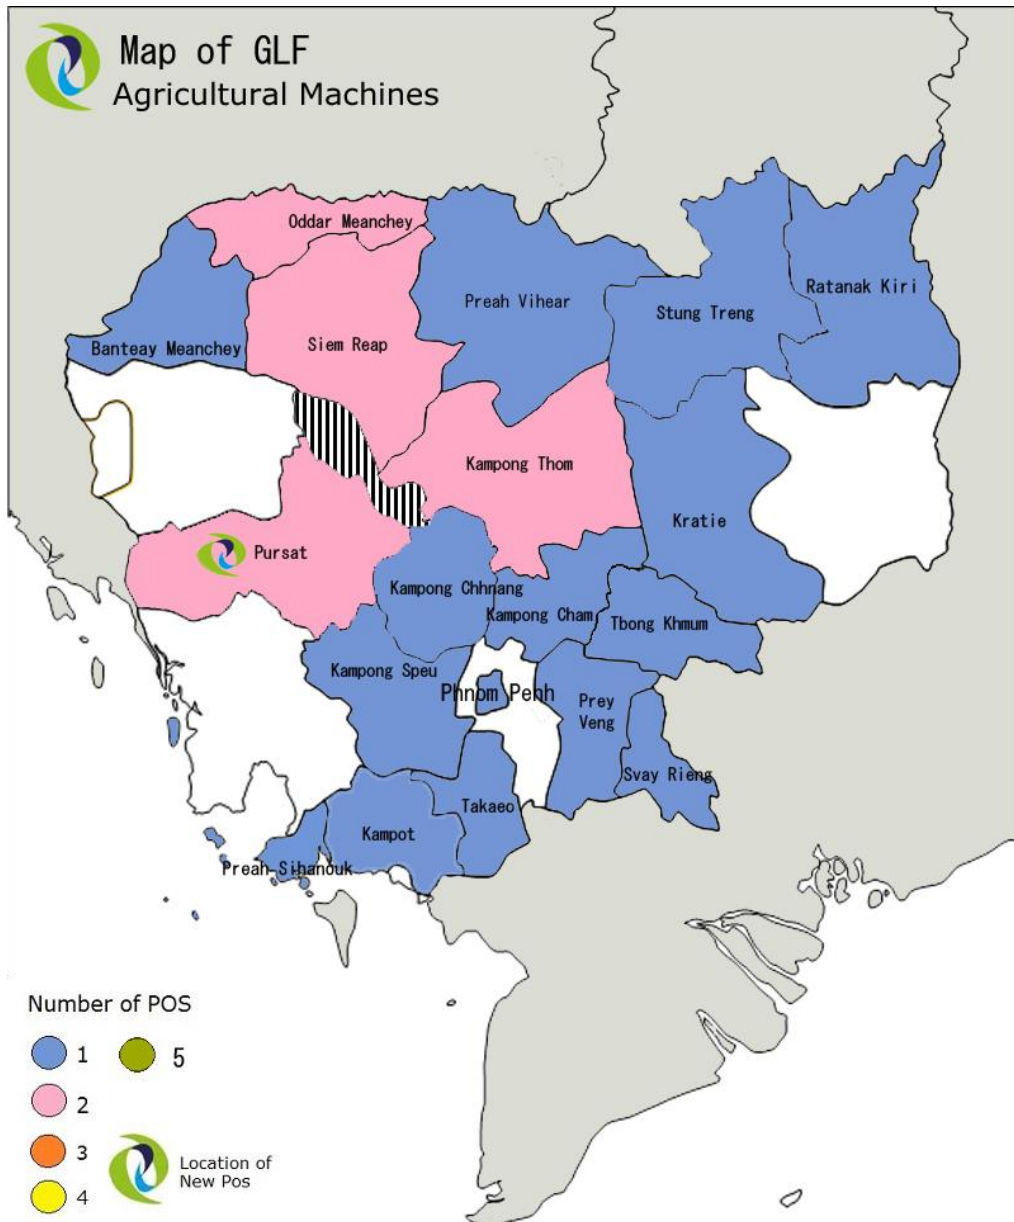 Map of GLF
Agricultural Machines
Oddar Meanchey
Preah Vihear
Ratanak Kiri
Stung Treng
Siem Reap
Banteay Meanchey
Kampong Thom
Kratie
Pursat
Kampong Chhnang
Kampong Cham
Tbong Khmum
Kampong Speu
Phnom Penh
Prey
Veng
Svay Rieng
Takaeo
Kampot
Preah Sihanouk
Number of POS
1
5
2
3
4
Location of
New Pos